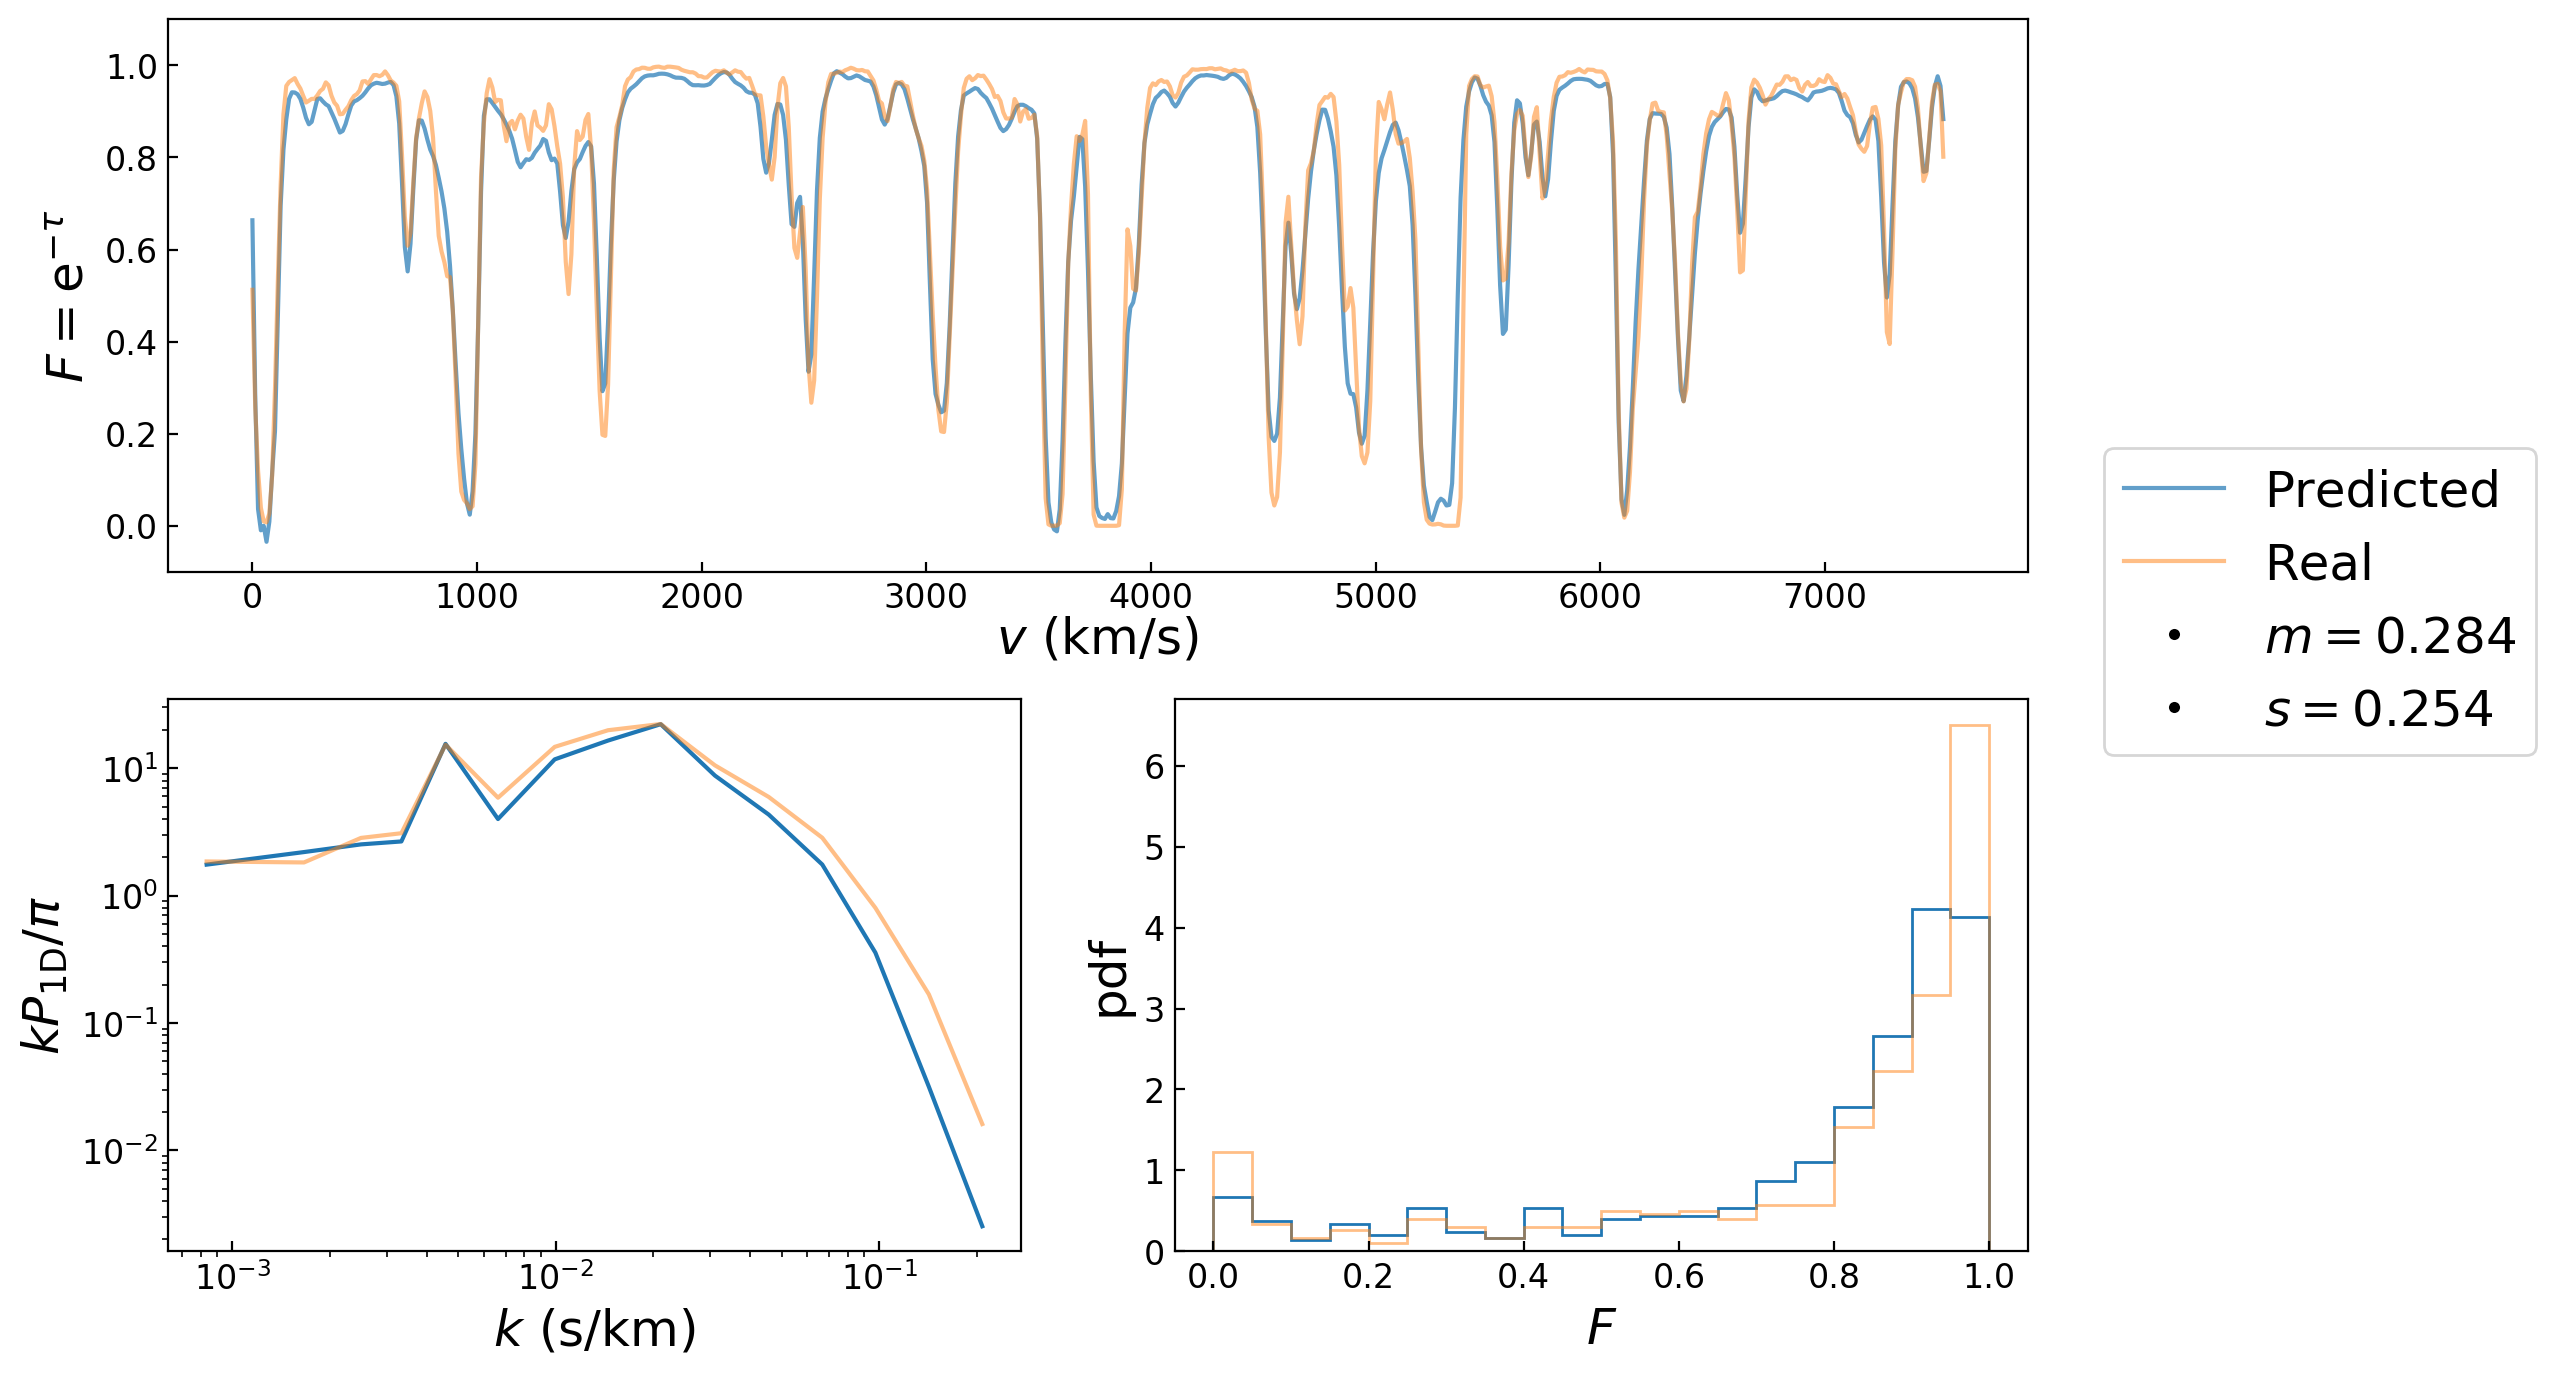 F = e^{−τ}
1.0
0.8
0.6
0.4
0.2
0.0
0 1000 2000 3000 4000 5000 6000 7000
v (km/s)
Predicted
Real
m = 0.284
s = 0.254
kP_{1D}/π
10^1
10^0
10^{−1}
10^{−2}
10^{−3} 10^{−2} 10^{−1}
k (s/km)
pdf
6
5
4
3
2
1
0
0.0 0.2 0.4 0.6 0.8 1.0
F